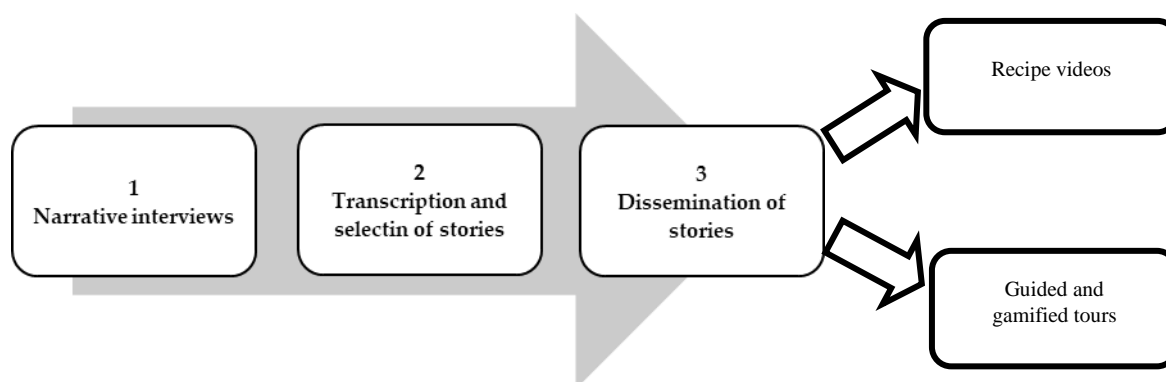 1
Narrative interviews
2
Transcription and
selectin of stories
3
Dissemination of
stories
Recipe videos
Guided and
gamified tours